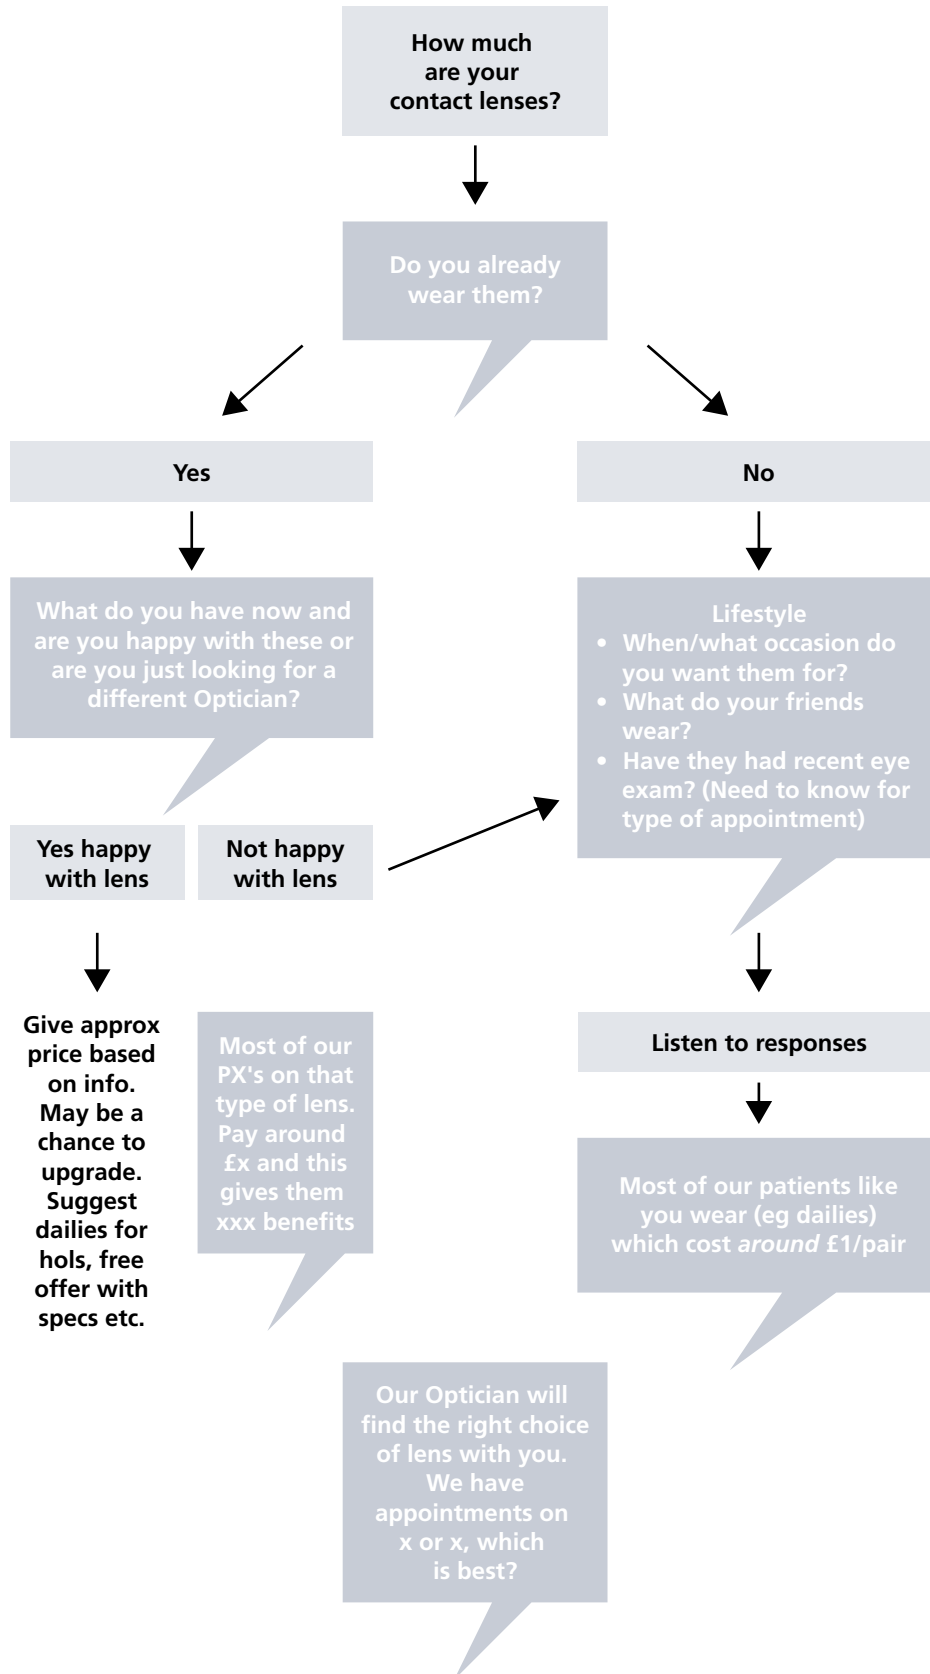 How much
are your
contact lenses?
Do you already
wear them?
Yes
No
What do you have now and
are you happy with these or
are you just looking for a
different Optician?
Lifestyle
• When/what occasion do
you want them for?
• What do your friends
wear?
• Have they had recent eye
exam? (Need to know for
type of appointment)
Yes happy
with lens
Not happy
with lens
Give approx
price based
on info.
May be a
chance to
upgrade.
Suggest
dailies for
hols, free
offer with
specs etc.
Most of our
PX's on that
type of lens.
Pay around
£x and this
gives them
xxx benefits
Listen to responses
Most of our patients like
you wear (eg dailies)
which cost around £1/pair
Our Optician will
find the right choice
of lens with you.
We have
appointments on
x or x, which
is best?